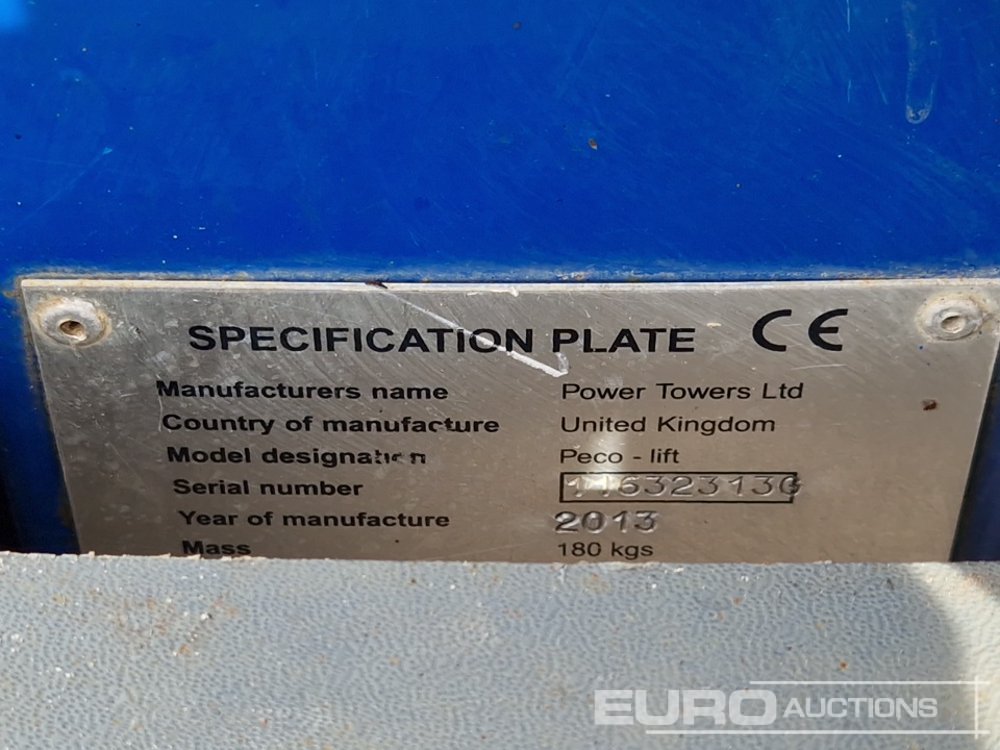 SPECIFICATION PLATE CE
Manufacturers name Power Towers Ltd
Country of manufacture United Kingdom
Model designation Peco - lift
Serial number
Year of manufacture 2013
Mass 180 kgs
EURO AUCTIONS